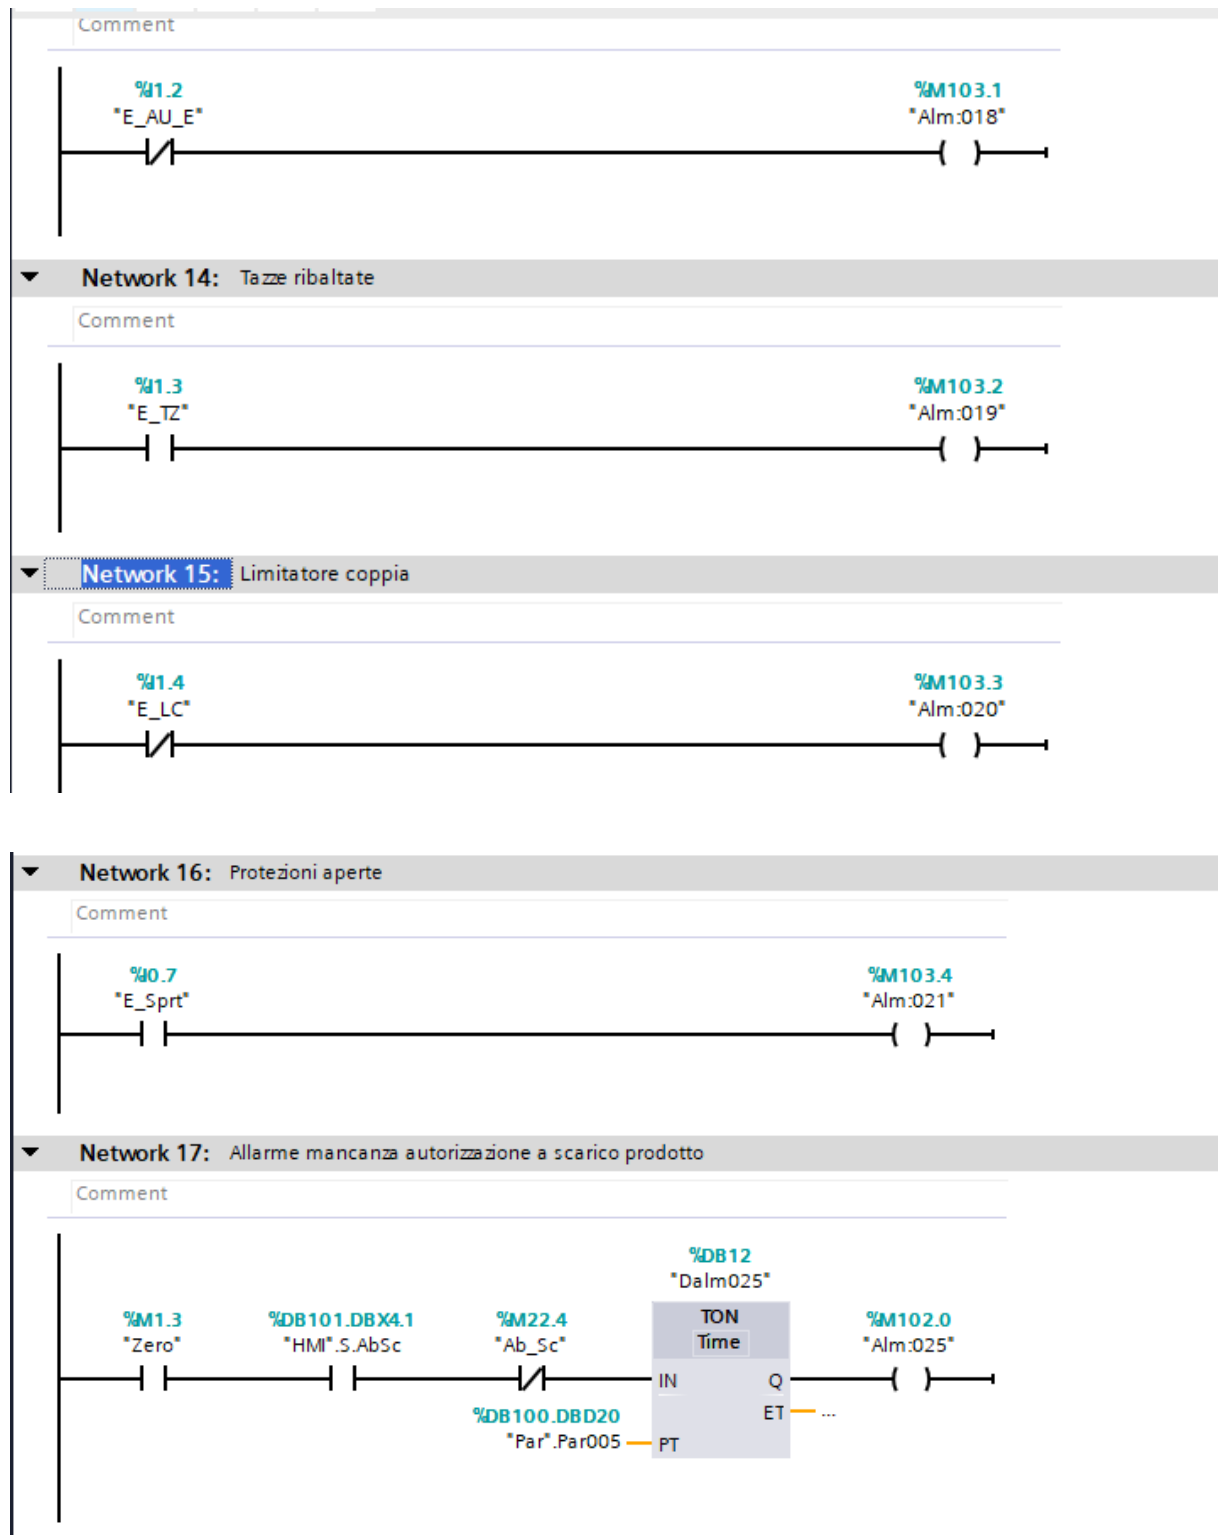 Comment
%I1.2
"E_AU_E"
%M103.1
"Alm:018"
Network 14: Tazze ribaltate
Comment
%I1.3
"E_TZ"
%M103.2
"Alm:019"
Network 15: Limitatore coppia
Comment
%I1.4
"E_LC"
%M103.3
"Alm:020"
Network 16: Protezioni aperte
Comment
%I0.7
"E_Sprt"
%M103.4
"Alm:021"
Network 17: Allarme mancanza autorizzazione a scarico prodotto
Comment
%DB12
"Dalm025"
%M1.3
"Zero"
%DB101.DBX4.1
"HMI".S.AbSc
%M22.4
"Ab_Sc"
TON
Time
%M102.0
"Alm:025"
IN
Q
%DB100.DBD20
"Par".Par005
PT
ET
...